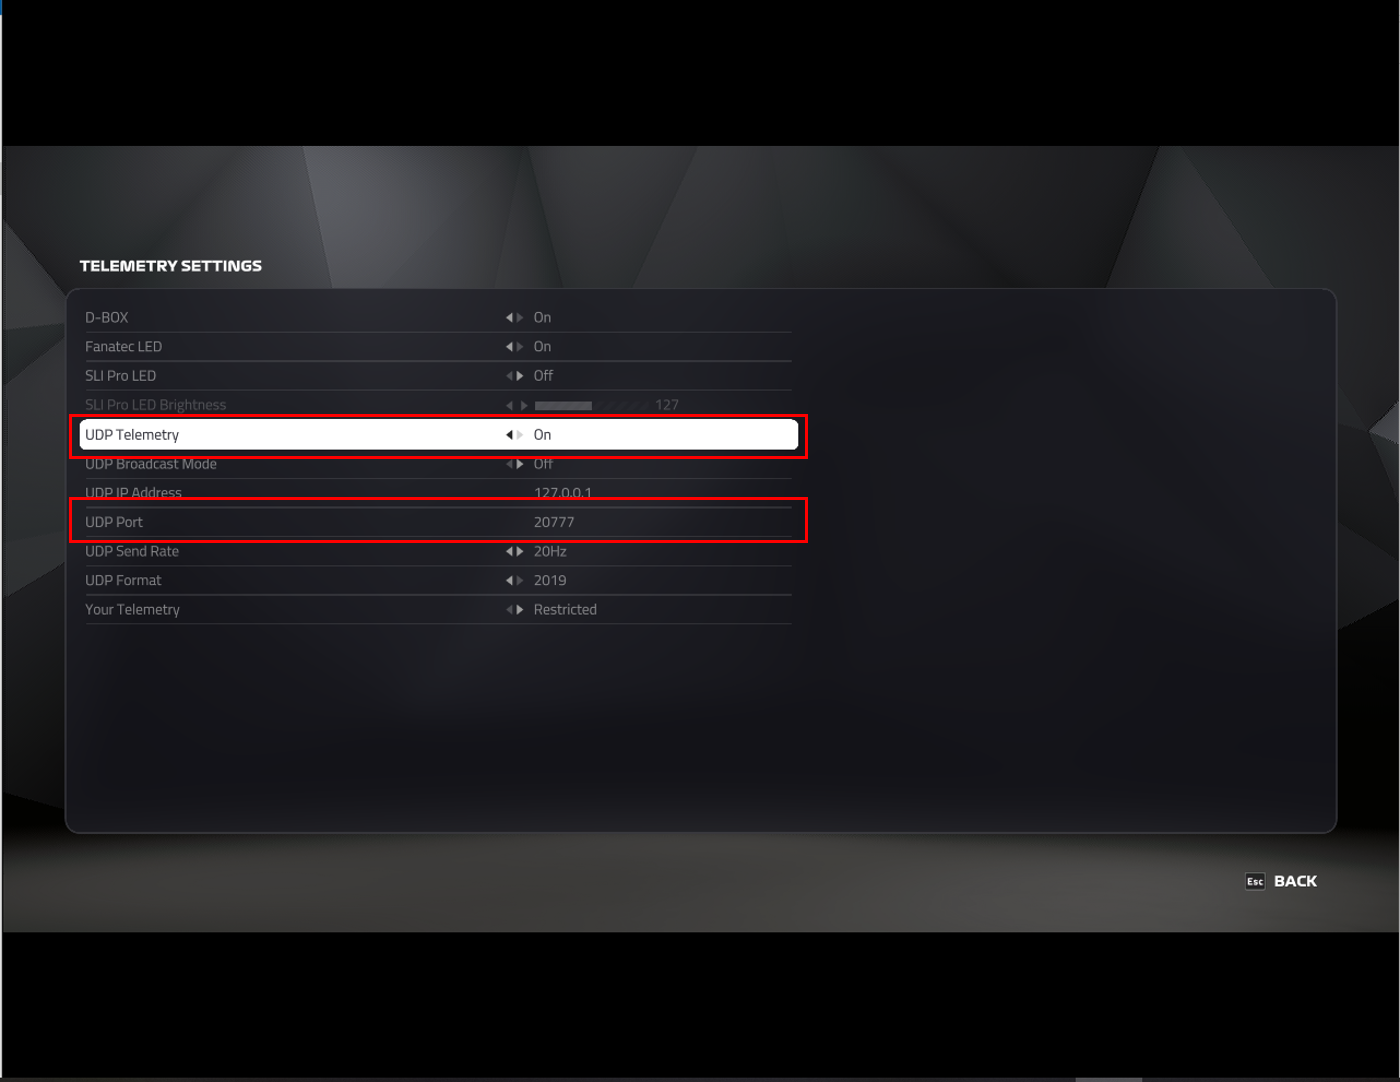 TELEMETRY SETTINGS
D-BOX On
Fanatec LED On
SLI Pro LED Off
SLI Pro LED Brightness 127
UDP Telemetry On
UDP Broadcast Mode Off
UDP IP Address 127.0.0.1
UDP Port 20777
UDP Send Rate 20Hz
UDP Format 2019
Your Telemetry Restricted
Esc BACK